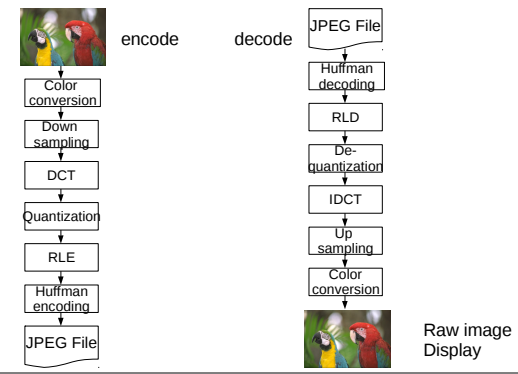 encode
Color
conversion
Down
sampling
DCT
Quantization
RLE
Huffman
encoding
JPEG File
decode
JPEG File
Huffman
decoding
RLD
De-
quantization
IDCT
Up
sampling
Color
conversion
Raw image
Display